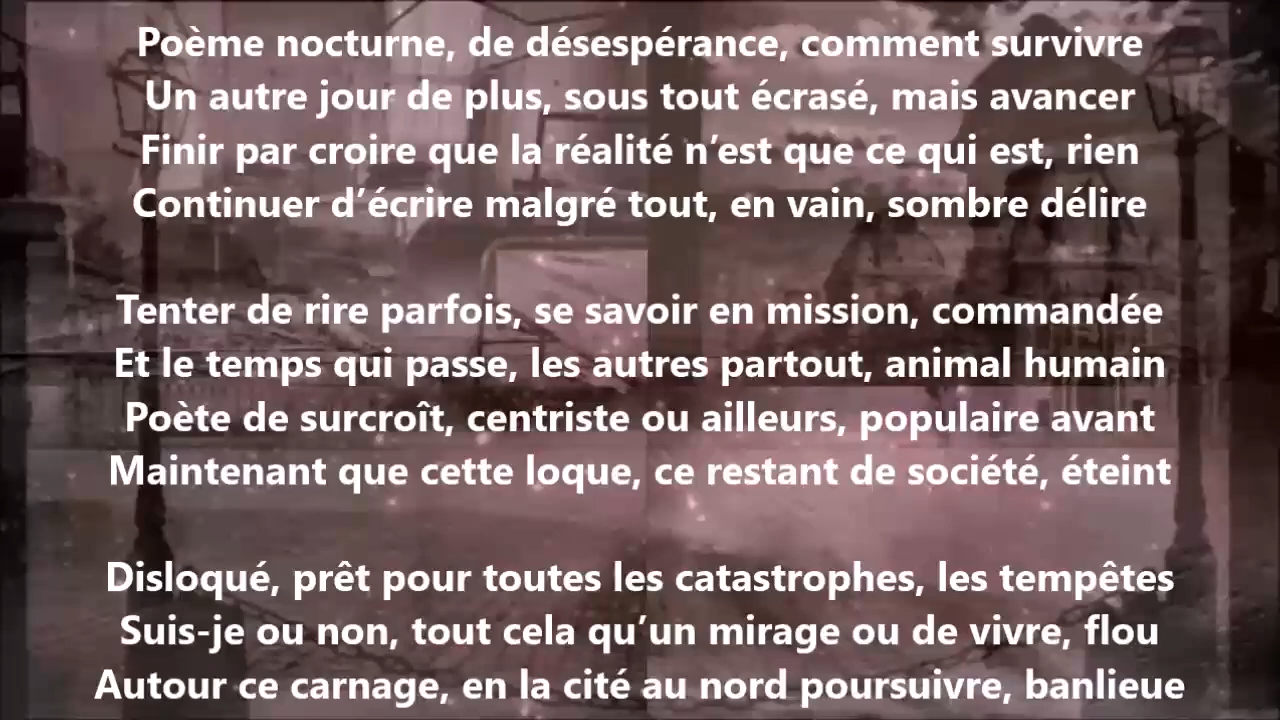 Poème nocturne, de désespérance, comment survivre
Un autre jour de plus, sous tout écrasé, mais avancer
Finir par croire que la réalité n’est que ce qui est, rien
Continuer d’écrire malgré tout, en vain, sombre délire
Tenter de rire parfois, se savoir en mission, commandée
Et le temps qui passe, les autres partout, animal humain
Poète de surcroît, centriste ou ailleurs, populaire avant
Maintenant que cette loque, ce restant de société, éteint
Disloqué, prêt pour toutes les catastrophes, les tempêtes
Suis-je ou non, tout cela qu’un mirage ou de vivre, flou
Autour ce carnage, en la cité au nord poursuivre, banlieue